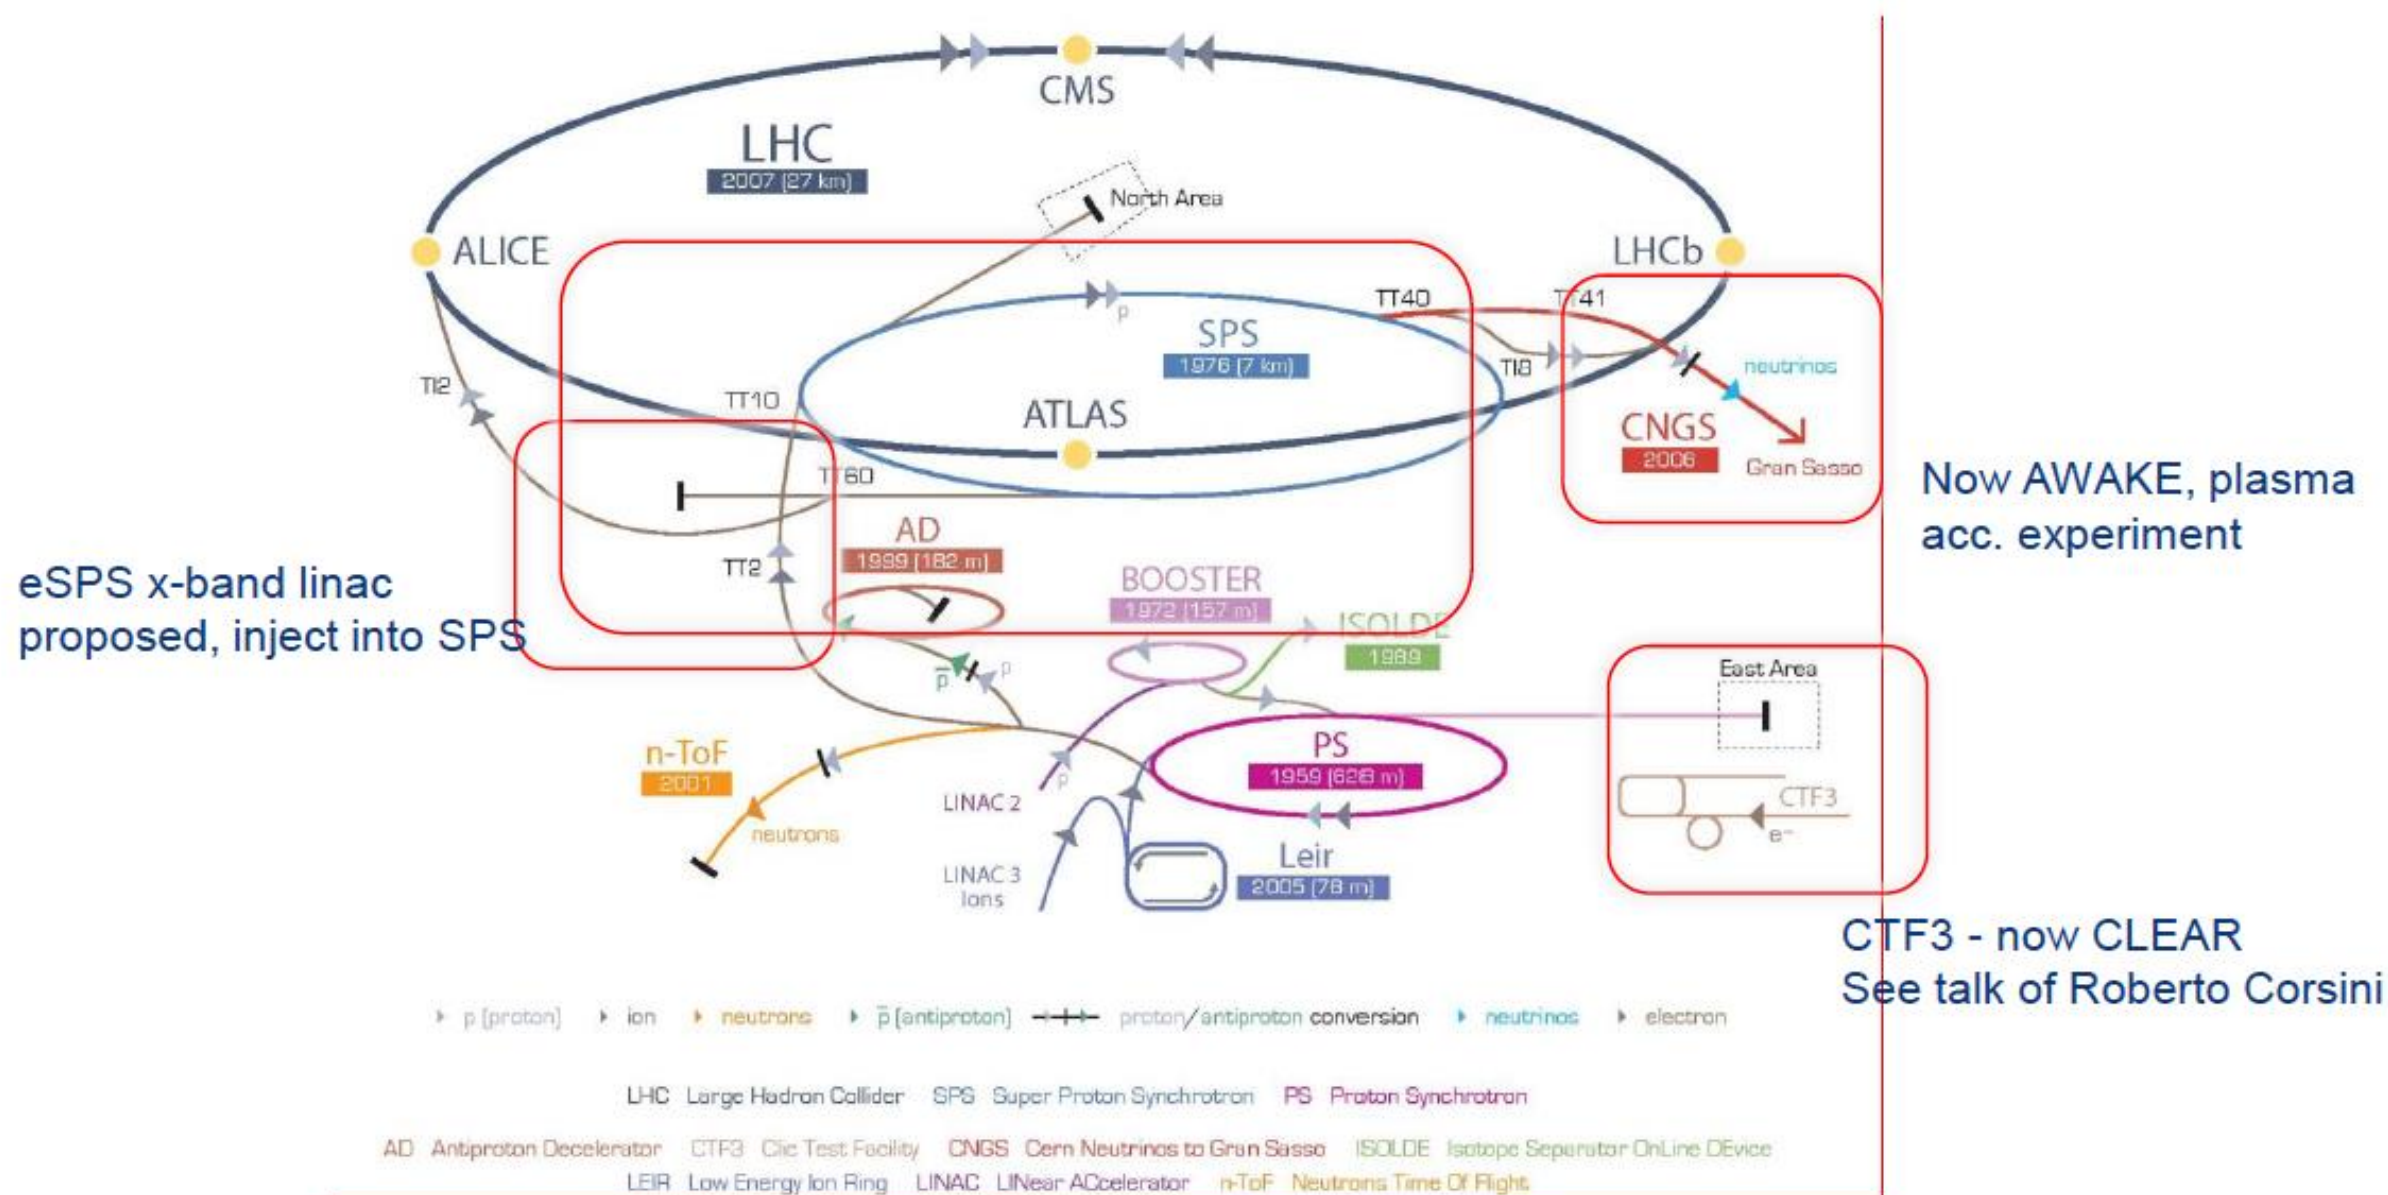 CMS
LHC
2007 (27 km)
North Area
ALICE
LHCb
TT40
TT41
p
SPS
1976 (7 km)
TI8
neutrinos
TI2
TT10
ATLAS
CNGS
2006
Gran Sasso
TT60
Now AWAKE, plasma
acc. experiment
AD
1999 (182 m)
TT2
BOOSTER
1972 (157 m)
eSPS x-band linac
proposed, inject into SPS
ISOLDE
1989
East Area
p̅
p
n-ToF
2001
PS
1959 (628 m)
p
LINAC 2
CTF3
e-
neutrons
Leir
2005 (78 m)
LINAC 3
Ions
CTF3 - now CLEAR
See talk of Roberto Corsini
p (proton) ion neutrons p̅ (antiproton) proton/antiproton conversion neutrinos electron
LHC Large Hadron Collider SPS Super Proton Synchrotron PS Proton Synchrotron
AD Antiproton Decelerator CTF3 Clic Test Facility CNGS Cern Neutrinos to Gran Sasso ISOLDE Isotope Separator OnLine DEvice
LEIR Low Energy Ion Ring LINAC LINear ACcelerator n-ToF Neutrons Time Of Flight